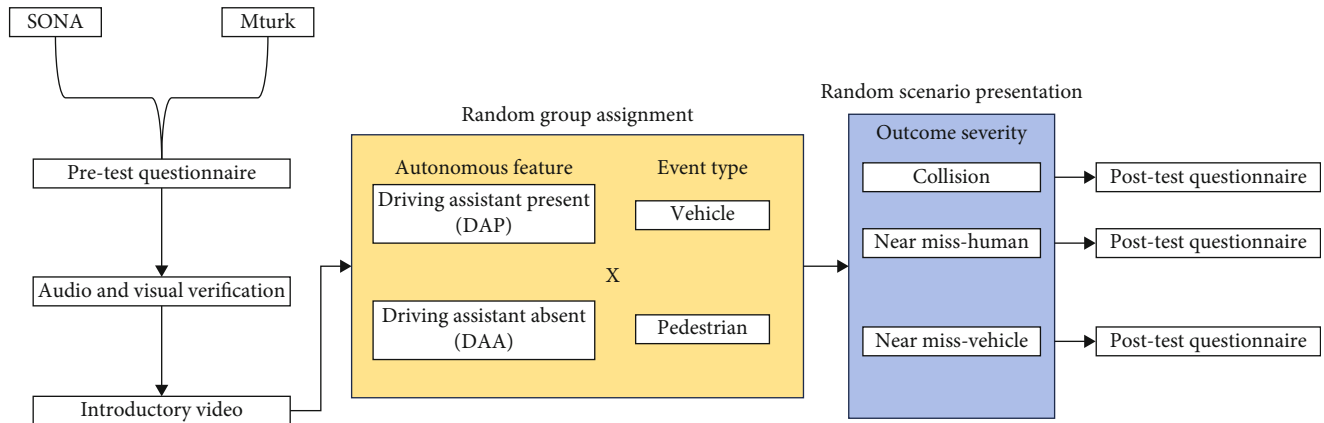 SONA
Mturk
Pre-test questionnaire
Audio and visual verification
Introductory video
Random group assignment
Autonomous feature
Event type
Driving assistant present
(DAP)
Vehicle
X
Driving assistant absent
(DAA)
Pedestrian
Random scenario presentation
Outcome severity
Collision
Post-test questionnaire
Near miss-human
Post-test questionnaire
Near miss-vehicle
Post-test questionnaire